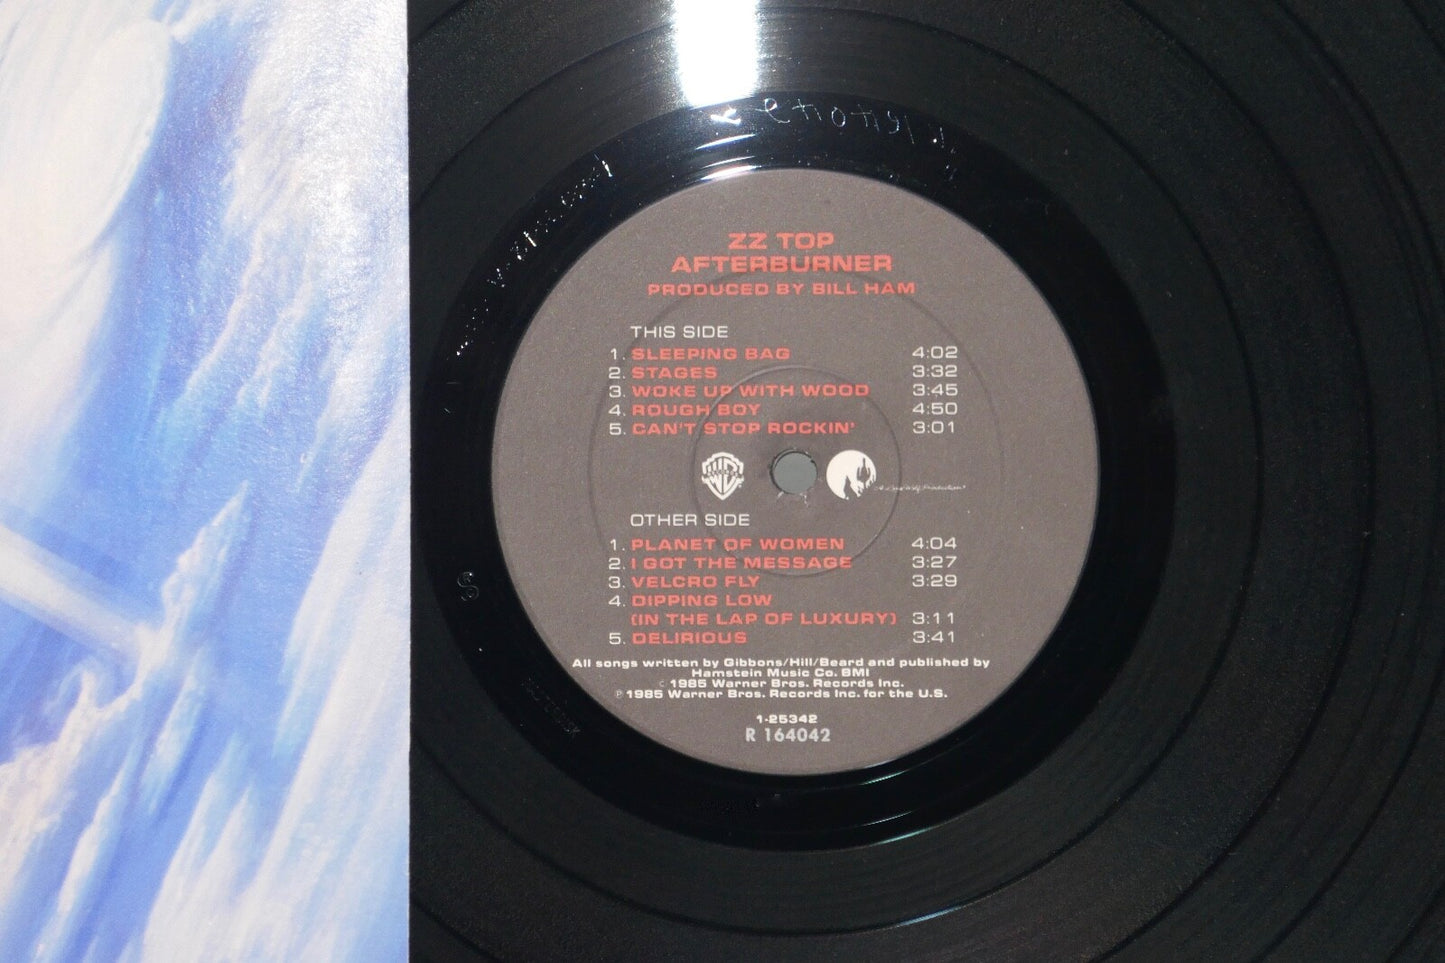 ZZ TOP
AFTERBURNER
PRODUCED BY BILL HAM
THIS SIDE
1. SLEEPING BAG 4:02
2. STAGES 3:32
3. WOKE UP WITH WOOD 3:45
4. ROUGH BOY 4:50
5. CAN'T STOP ROCKIN' 3:01
A Lone Wolf Production
OTHER SIDE
1. PLANET OF WOMEN 4:04
2. I GOT THE MESSAGE 3:27
3. VELCRO FLY 3:29
4. DIPPING LOW
(IN THE LAP OF LUXURY) 3:11
5. DELIRIOUS 3:41
All songs written by Gibbons/Hill/Beard and published by
Hamstein Music Co. BMI
© 1985 Warner Bros. Records Inc.
℗ 1985 Warner Bros. Records Inc. for the U.S.
1-25342
R 164042